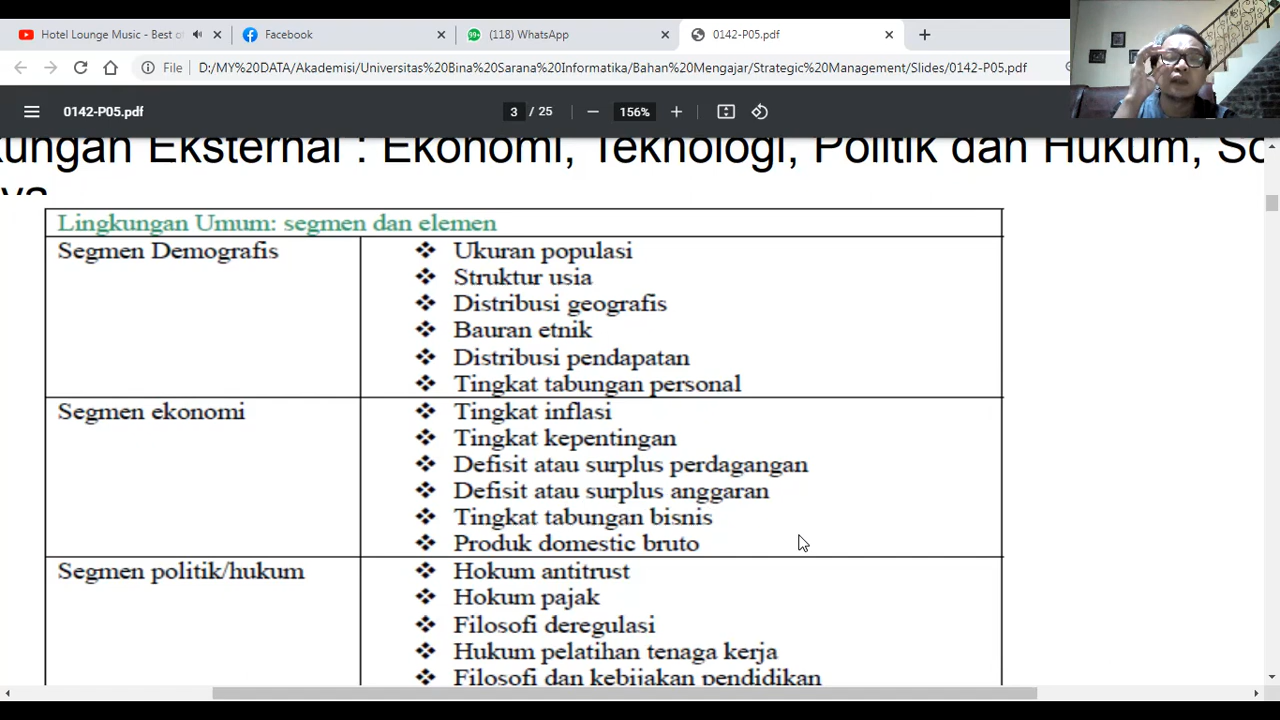 Hotel Lounge Music - Best o
Facebook
(118) WhatsApp
0142-P05.pdf
File D:/MY%20DATA/Akademisi/Universitas%20Bina%20Sarana%20Informatika/Bahan%20Mengajar/Strategic%20Management/Slides/0142-P05.pdf
0142-P05.pdf
3 / 25
156%
kungan Eksternal : Ekonomi, Teknologi, Politik dan Hukum, So
Lingkungan Umum: segmen dan elemen
Segmen Demografis
❖ Ukuran populasi
❖ Struktur usia
❖ Distribusi geografis
❖ Bauran etnik
❖ Distribusi pendapatan
❖ Tingkat tabungan personal
Segmen ekonomi
❖ Tingkat inflasi
❖ Tingkat kepentingan
❖ Defisit atau surplus perdagangan
❖ Defisit atau surplus anggaran
❖ Tingkat tabungan bisnis
❖ Produk domestic bruto
Segmen politik/hukum
❖ Hokum antitrust
❖ Hokum pajak
❖ Filosofi deregulasi
❖ Hukum pelatihan tenaga kerja
❖ Filosofi dan kebijakan pendidikan